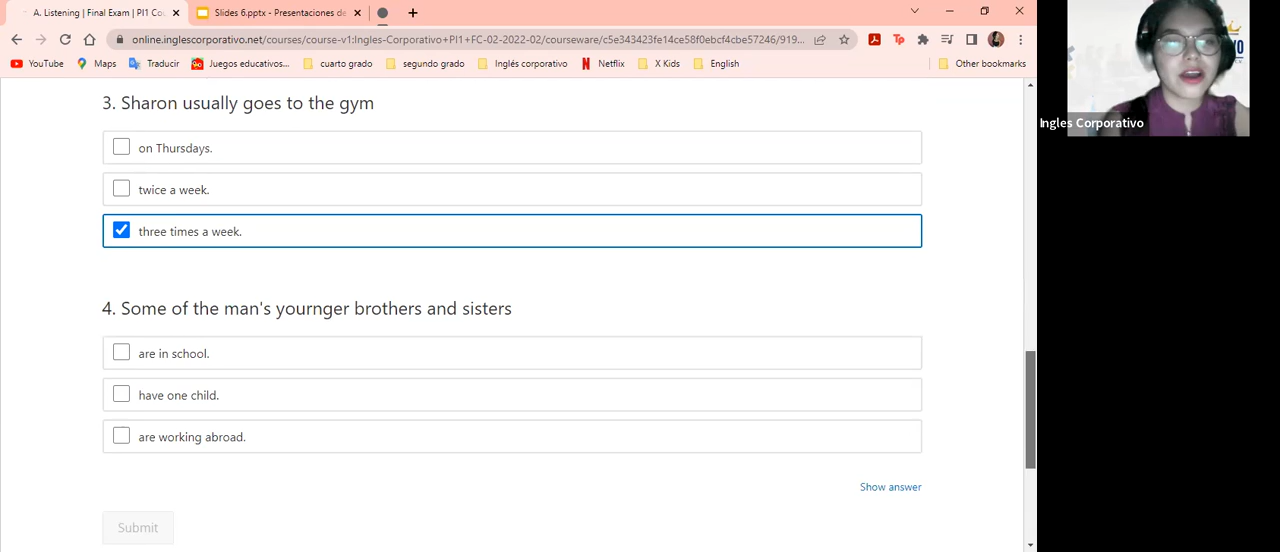 A. Listening | Final Exam | PI1 Cou
Slides 6.pptx - Presentaciones de
online.inglescorporativo.net/courses/course-v1:Ingles-Corporativo+PI1+FC-02-2022-02/courseware/c5e343423fe14ce58f0ebcf4cbe57246/919...
YouTube
Maps
Traducir
Juegos educativos...
cuarto grado
segundo grado
Inglés corporativo
Netflix
X Kids
English
Other bookmarks
3. Sharon usually goes to the gym
on Thursdays.
twice a week.
three times a week.
4. Some of the man's yournger brothers and sisters
are in school.
have one child.
are working abroad.
Show answer
Submit
Ingles Corporativo